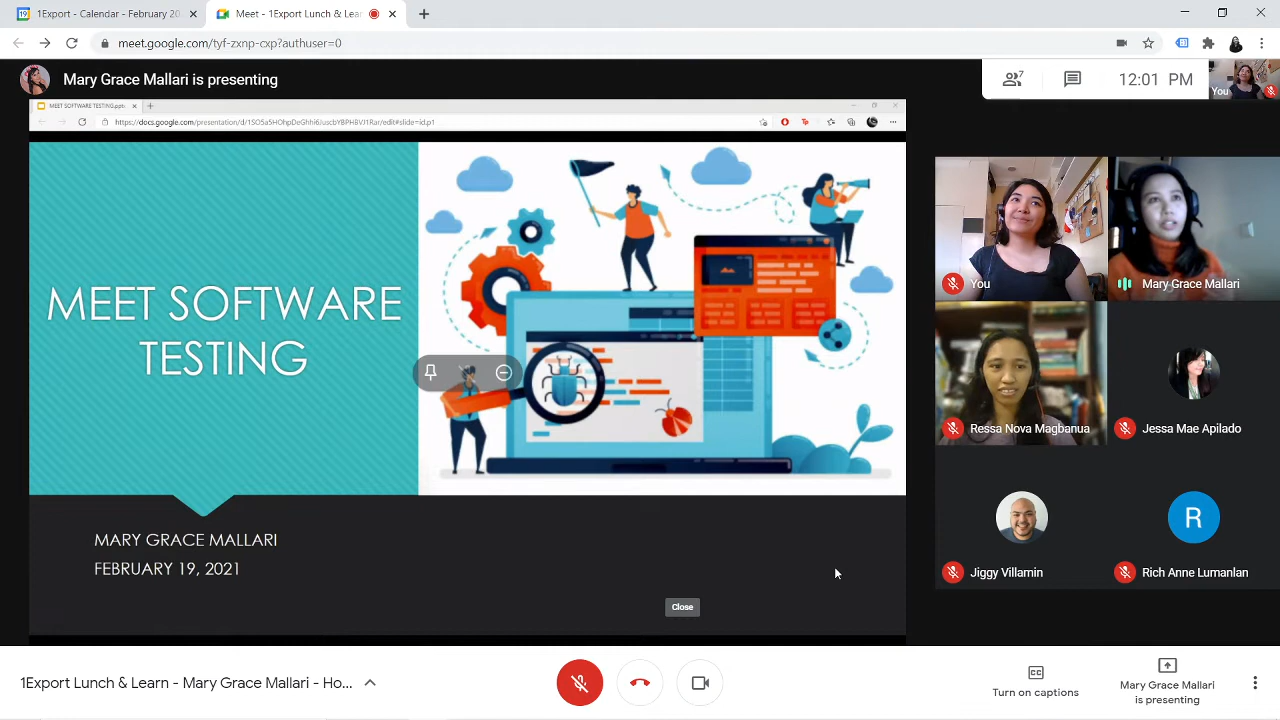 1Export - Calendar - February 20
Meet - 1Export Lunch & Lea
meet.google.com/tyf-zxnp-cxp?authuser=0
Mary Grace Mallari is presenting
7
12:01 PM
You
MEET SOFTWARE TESTING.pptx
MEET SOFTWARE
TESTING
MARY GRACE MALLARI
FEBRUARY 19, 2021
Close
You
Mary Grace Mallari
Ressa Nova Magbanua
Jessa Mae Apilado
R
Jiggy Villamin
Rich Anne Lumanlan
1Export Lunch & Learn - Mary Grace Mallari - Ho...
CC
Turn on captions
Mary Grace Mallari
is presenting